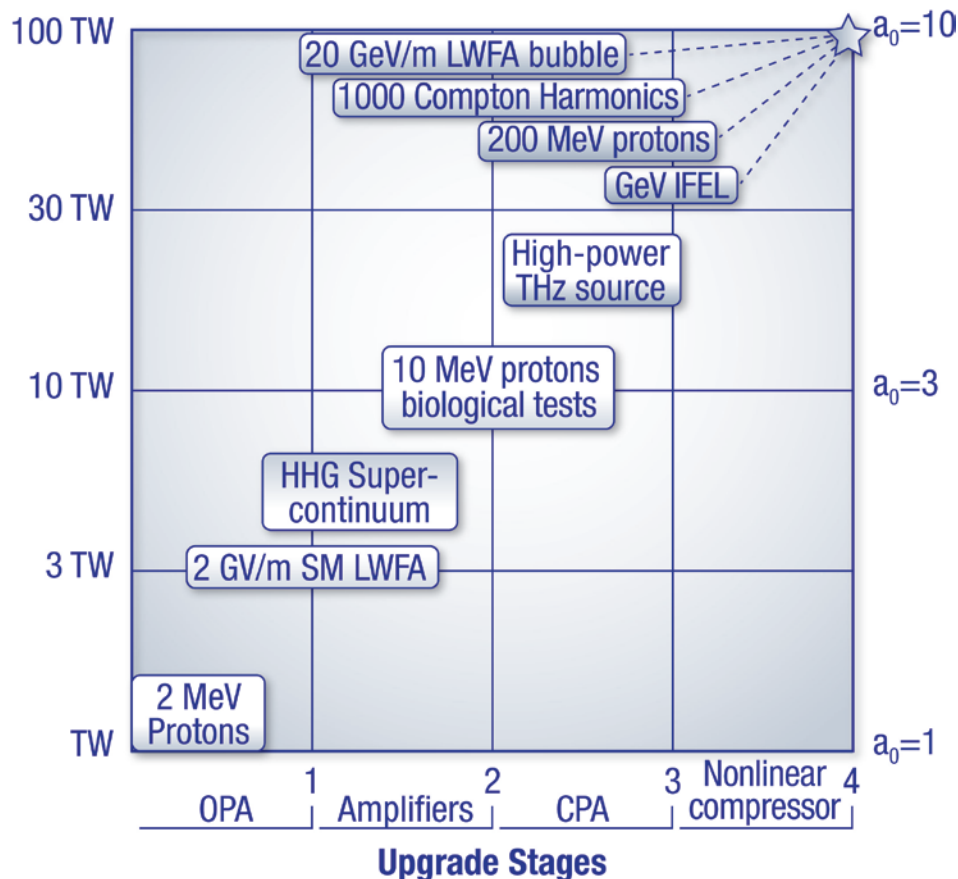 100 TW
a₀=10
20 GeV/m LWFA bubble
1000 Compton Harmonics
200 MeV protons
GeV IFEL
30 TW
High-power
THz source
10 TW
10 MeV protons
biological tests
a₀=3
HHG Super-
continuum
3 TW
2 GV/m SM LWFA
2 MeV
Protons
TW
a₀=1
1
2
3
4
OPA
Amplifiers
CPA
Nonlinear
compressor
Upgrade Stages